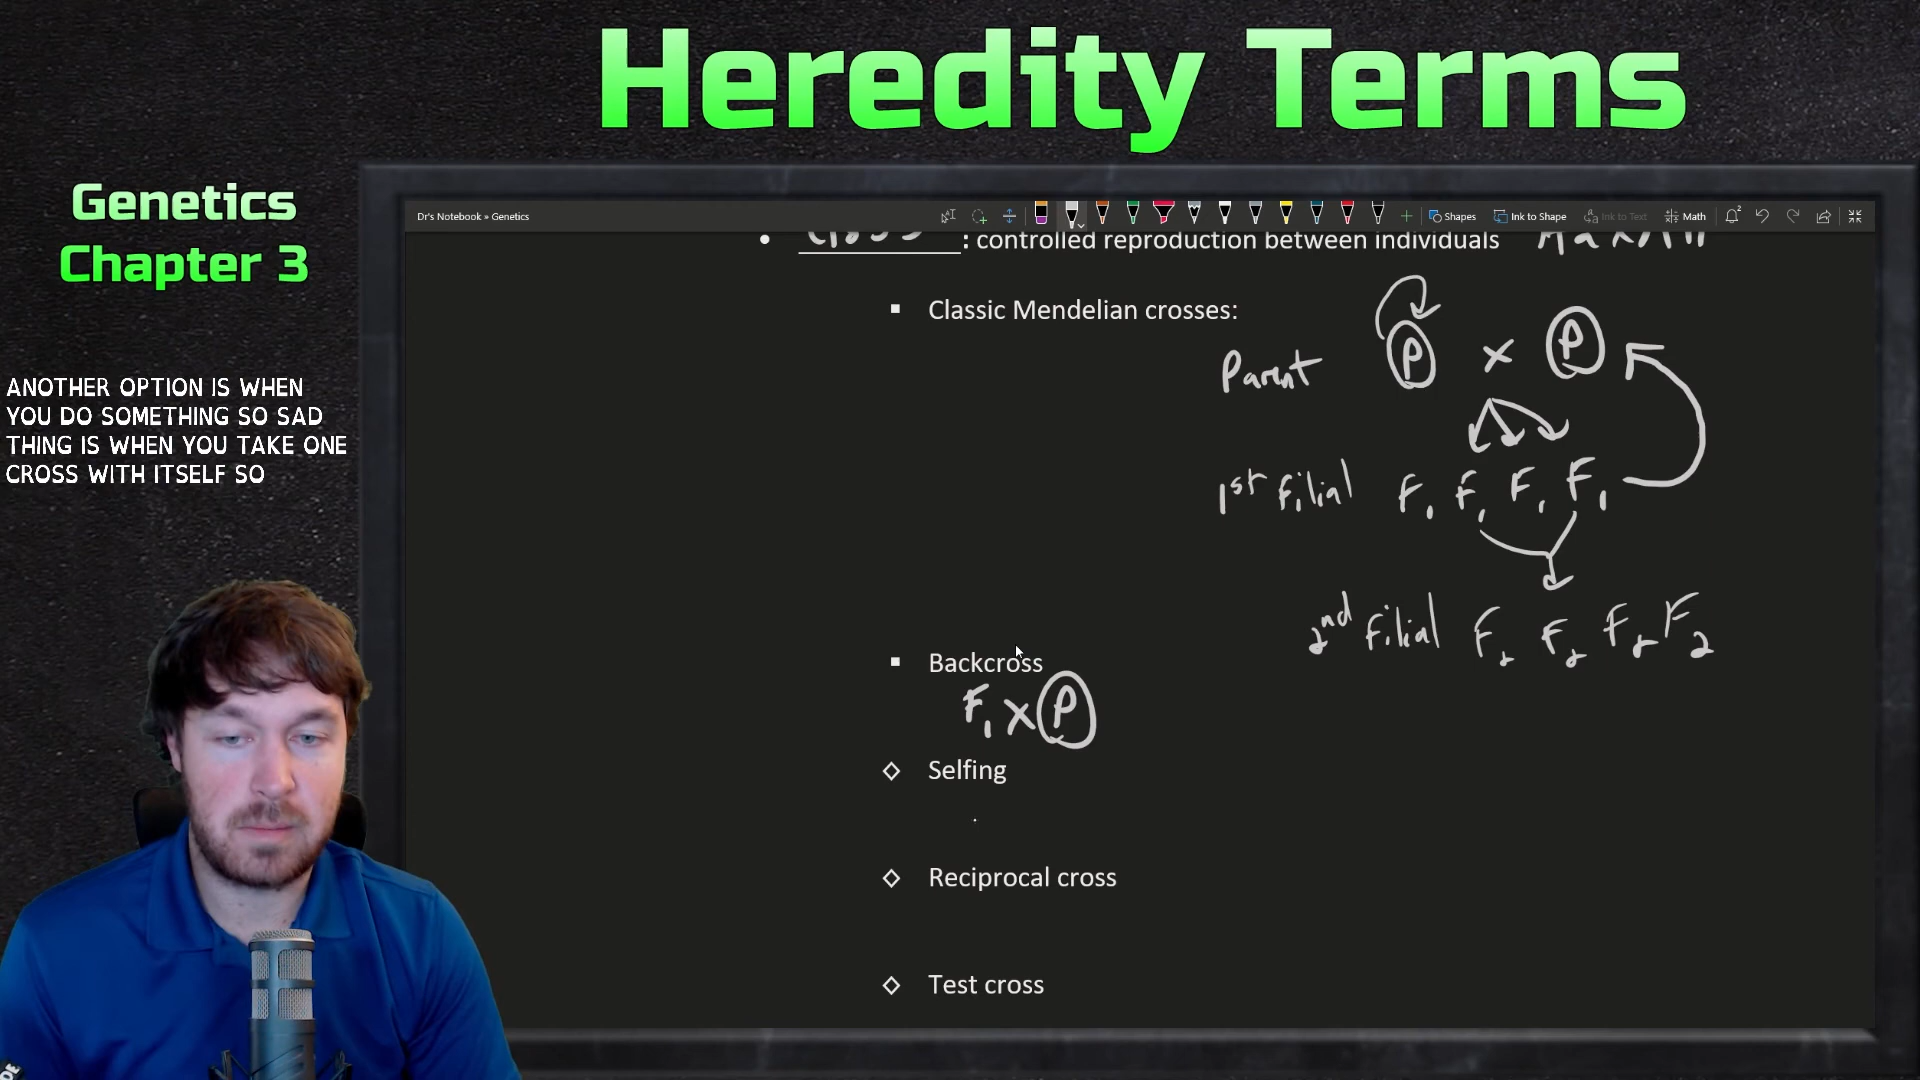 Heredity Terms
Genetics
Chapter 3
Dr's Notebook » Genetics
Shapes
Ink to Shape
Ink to Text
Math
2
: controlled reproduction between individuals
Classic Mendelian crosses:
Parent P x P
1st filial F1 F1 F1 F1
2nd filial F2 F2 F2 F2
Backcross
F1 x P
Selfing
Reciprocal cross
Test cross
ANOTHER OPTION IS WHEN
YOU DO SOMETHING SO SAD
THING IS WHEN YOU TAKE ONE
CROSS WITH ITSELF SO